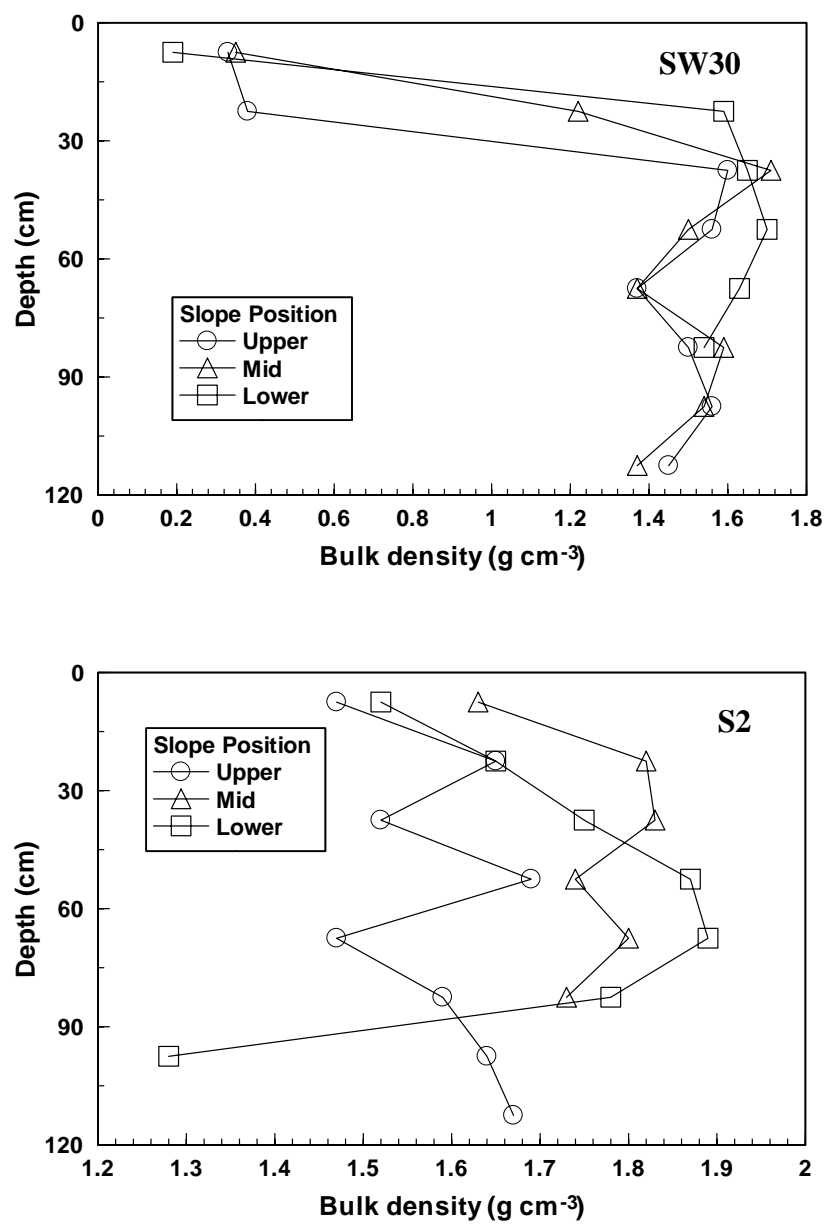 0
30
60
90
120
Depth (cm)
SW30
Slope Position
Upper
Mid
Lower
0 0.2 0.4 0.6 0.8 1 1.2 1.4 1.6 1.8
Bulk density (g cm-3)
0
30
60
90
120
Depth (cm)
S2
Slope Position
Upper
Mid
Lower
1.2 1.3 1.4 1.5 1.6 1.7 1.8 1.9 2
Bulk density (g cm-3)